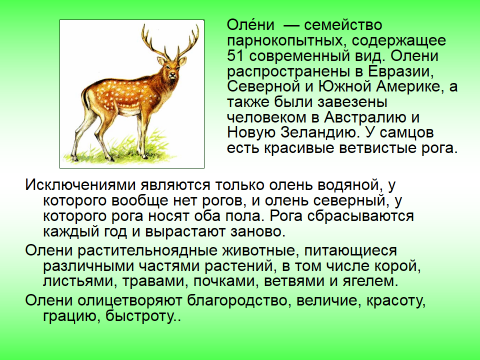 Оле́ни — семейство
парнокопытных, содержащее
51 современный вид. Олени
распространены в Евразии,
Северной и Южной Америке, а
также были завезены
человеком в Австралию и
Новую Зеландию. У самцов
есть красивые ветвистые рога.
Исключениями являются только олень водяной, у
которого вообще нет рогов, и олень северный, у
которого рога носят оба пола. Рога сбрасываются
каждый год и вырастают заново.
Олени растительноядные животные, питающиеся
различными частями растений, в том числе корой,
листьями, травами, почками, ветвями и ягелем.
Олени олицетворяют благородство, величие, красоту,
грацию, быстроту..